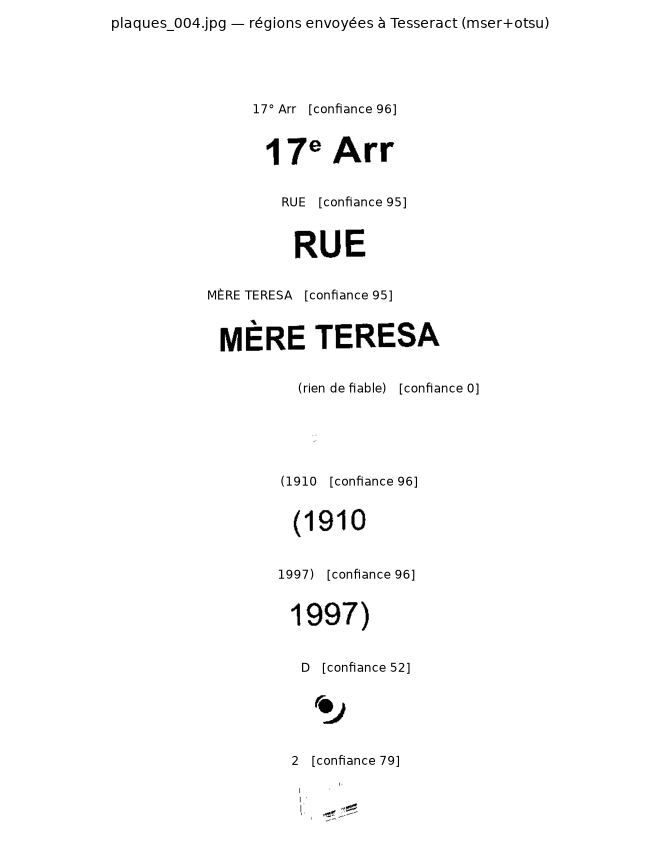 plaques_004.jpg — régions envoyées à Tesseract (mser+otsu)
17° Arr [confiance 96]
17e Arr
RUE [confiance 95]
RUE
MÈRE TERESA [confiance 95]
MÈRE TERESA
(rien de fiable) [confiance 0]
(1910 [confiance 96]
(1910
1997) [confiance 96]
1997)
D [confiance 52]
2 [confiance 79]